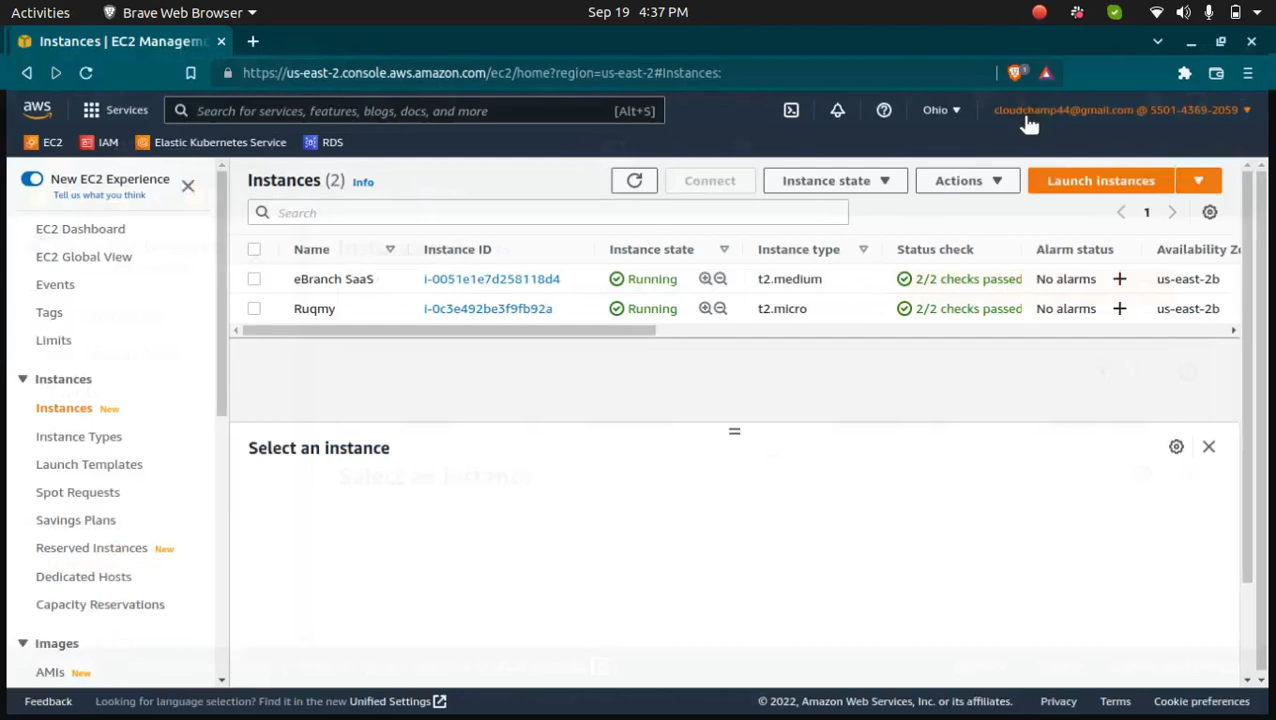 Activities Brave Web Browser Sep 19 4:37 PM
Instances | EC2 Managem
https://us-east-2.console.aws.amazon.com/ec2/home?region=us-east-2#Instances:
aws Services Search for services, features, blogs, docs, and more [Alt+S] Ohio cloudchamp44@gmail.com @ 5501-4369-2059
EC2 IAM Elastic Kubernetes Service RDS
New EC2 Experience
Tell us what you think
EC2 Dashboard
EC2 Global View
Events
Tags
Limits
Instances
Instances New
Instance Types
Launch Templates
Spot Requests
Savings Plans
Reserved Instances New
Dedicated Hosts
Capacity Reservations
Images
AMIs New
Instances (2) Info Connect Instance state Actions Launch instances
Search 1
Name Instance ID Instance state Instance type Status check Alarm status Availability Z
eBranch SaaS i-0051e1e7d258118d4 Running t2.medium 2/2 checks passed No alarms + us-east-2b
Ruqmy i-0c3e492be3f9fb92a Running t2.micro 2/2 checks passed No alarms + us-east-2b
Select an instance
Feedback Looking for language selection? Find it in the new Unified Settings © 2022, Amazon Web Services, Inc. or its affiliates. Privacy Terms Cookie preferences